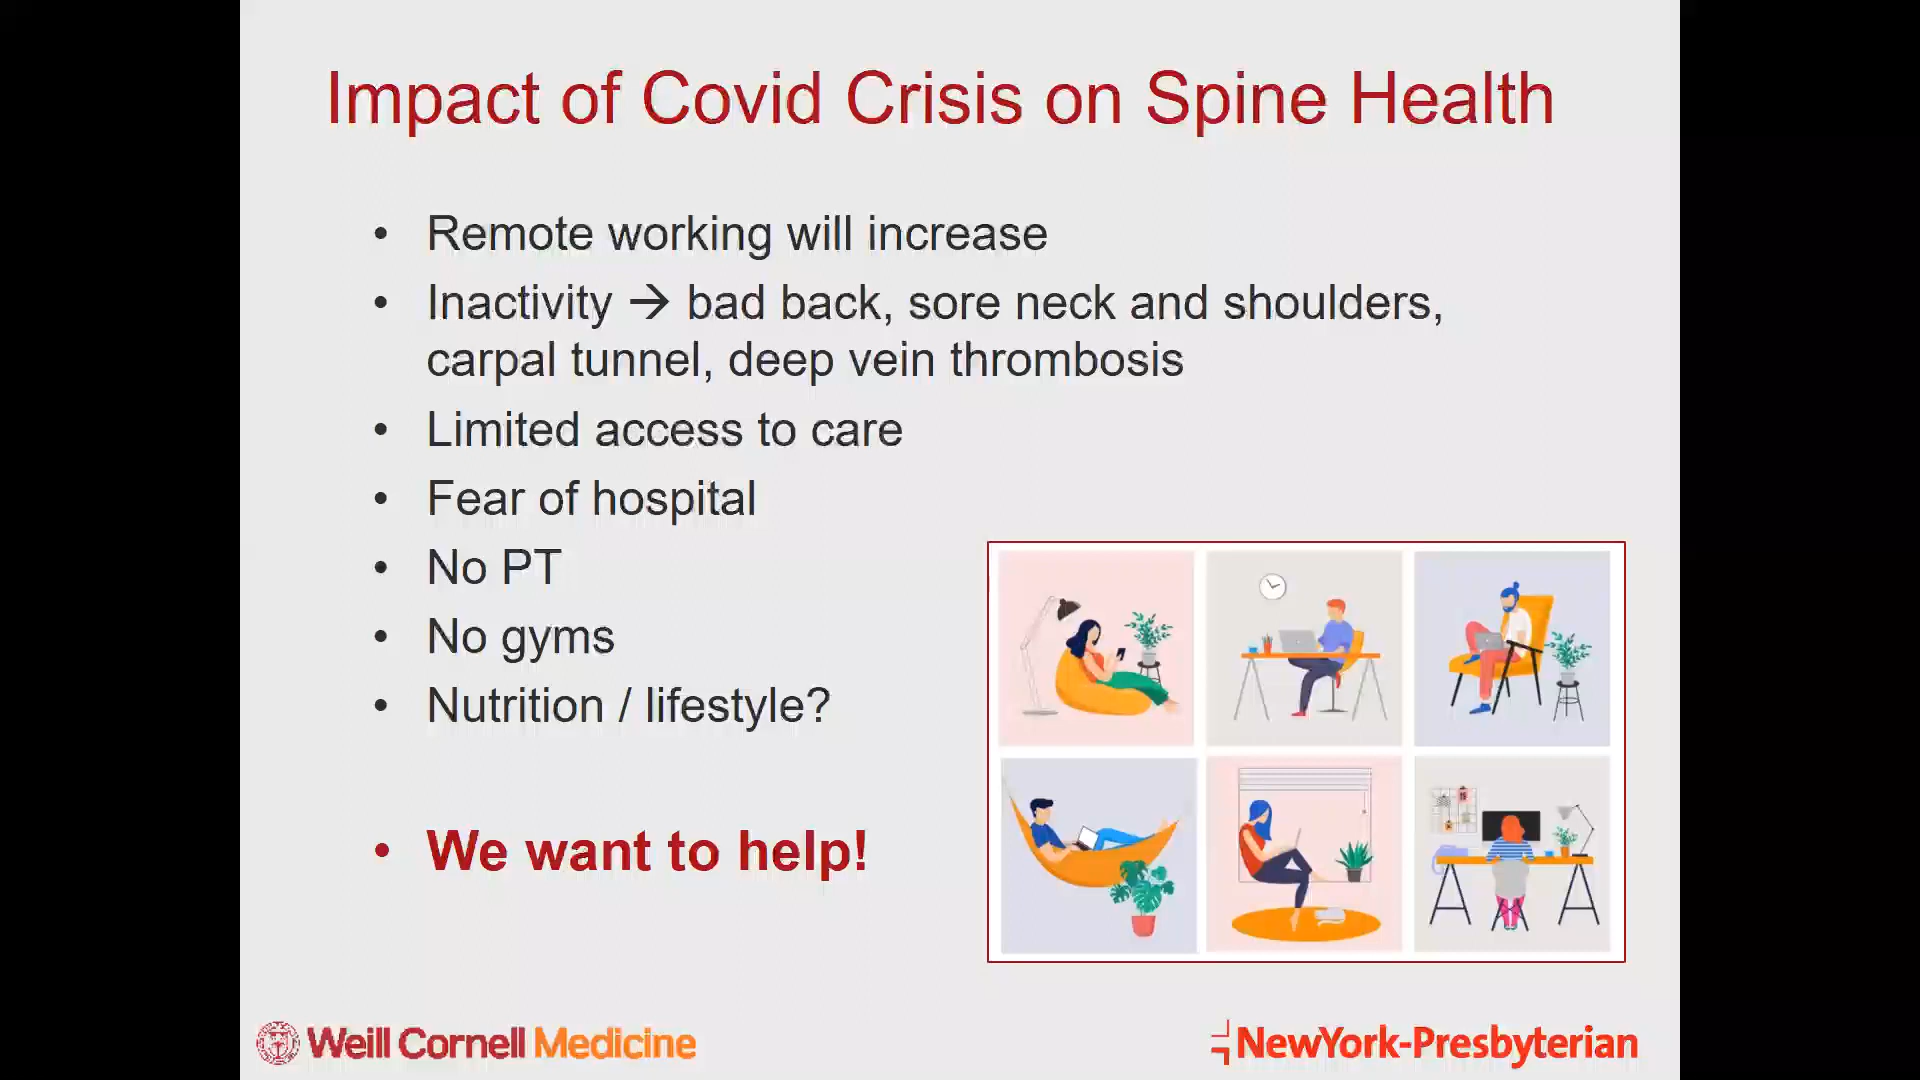 Impact of Covid Crisis on Spine Health
• Remote working will increase
• Inactivity → bad back, sore neck and shoulders,
carpal tunnel, deep vein thrombosis
• Limited access to care
• Fear of hospital
• No PT
• No gyms
• Nutrition / lifestyle?
• We want to help!
Weill Cornell Medicine
NewYork-Presbyterian